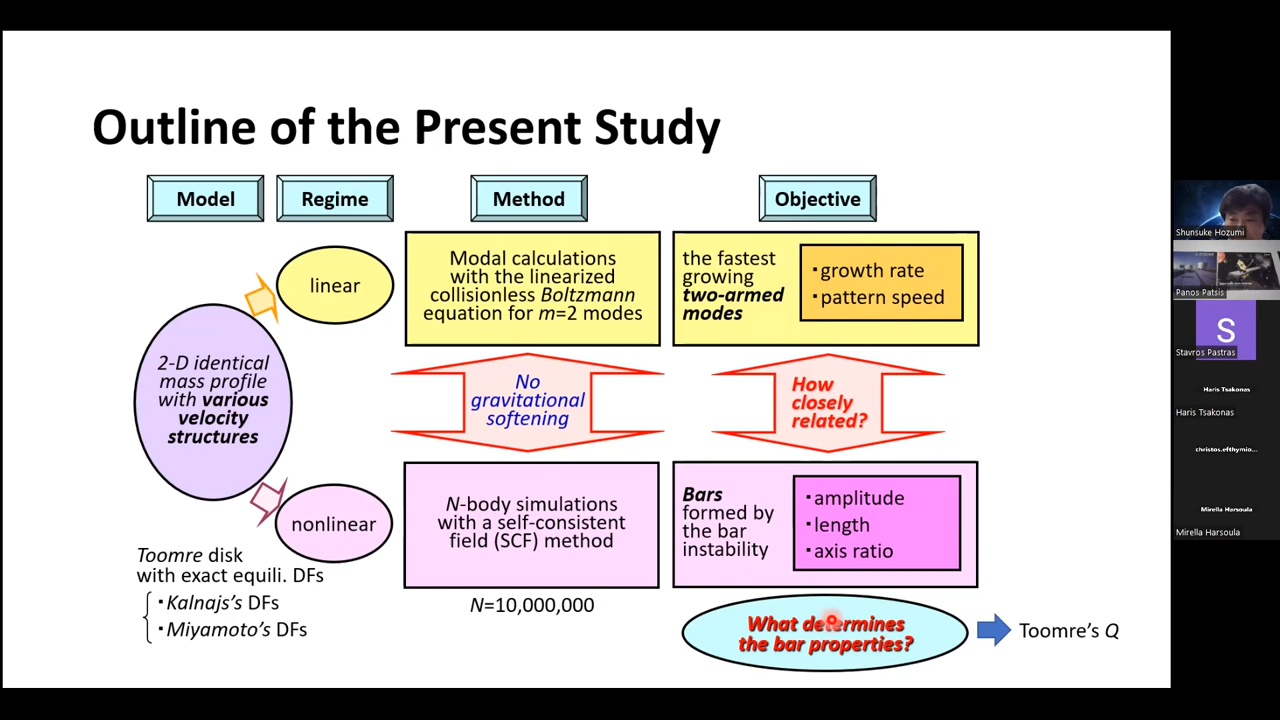 Outline of the Present Study
Model
Regime
Method
Objective
2-D identical
mass profile
with various
velocity
structures
linear
Modal calculations
with the linearized
collisionless Boltzmann
equation for m=2 modes
the fastest
growing
two-armed
modes
・growth rate
・pattern speed
No
gravitational
softening
How
closely
related?
nonlinear
N-body simulations
with a self-consistent
field (SCF) method
Bars
formed by
the bar
instability
・amplitude
・length
・axis ratio
Toomre disk
with exact equili. DFs
・Kalnajs's DFs
・Miyamoto's DFs
N=10,000,000
What determines
the bar properties?
Toomre's Q
Shunsuke Hozumi
Panos Patsis
S
Stavros Pastras
Haris Tsakonas
Haris Tsakonas
christos.efthymio...
Mirella Harsoula
Mirella Harsoula